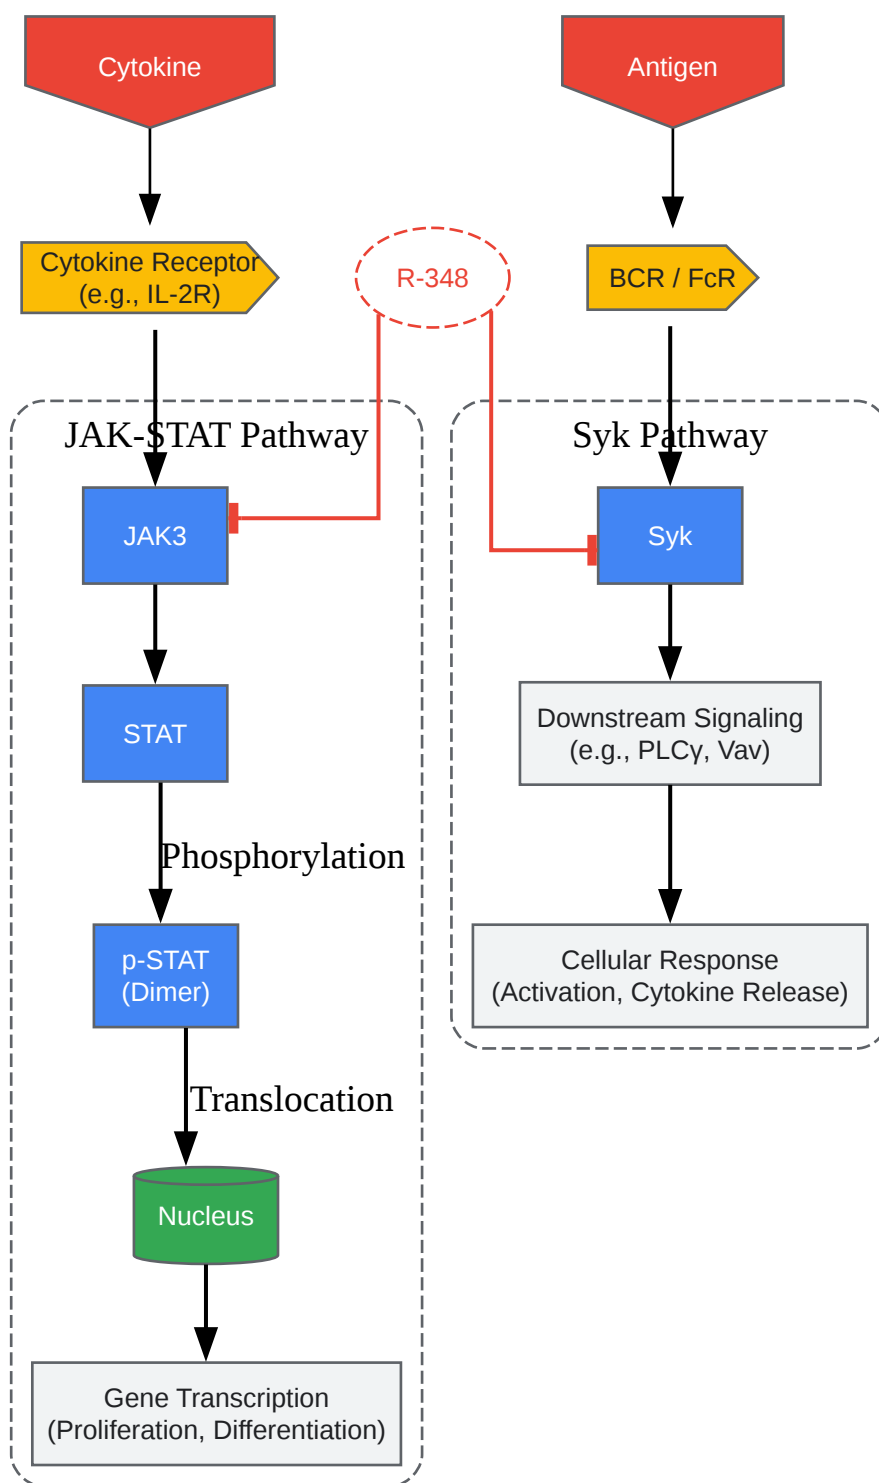 Cytokine
Antigen
Cytokine Receptor
(e.g., IL-2R)
R-348
BCR / FcR
JAK-STAT Pathway
Syk Pathway
JAK3
Syk
STAT
Downstream Signaling
(e.g., PLCγ, Vav)
Phosphorylation
p-STAT
(Dimer)
Cellular Response
(Activation, Cytokine Release)
Translocation
Nucleus
Gene Transcription
(Proliferation, Differentiation)